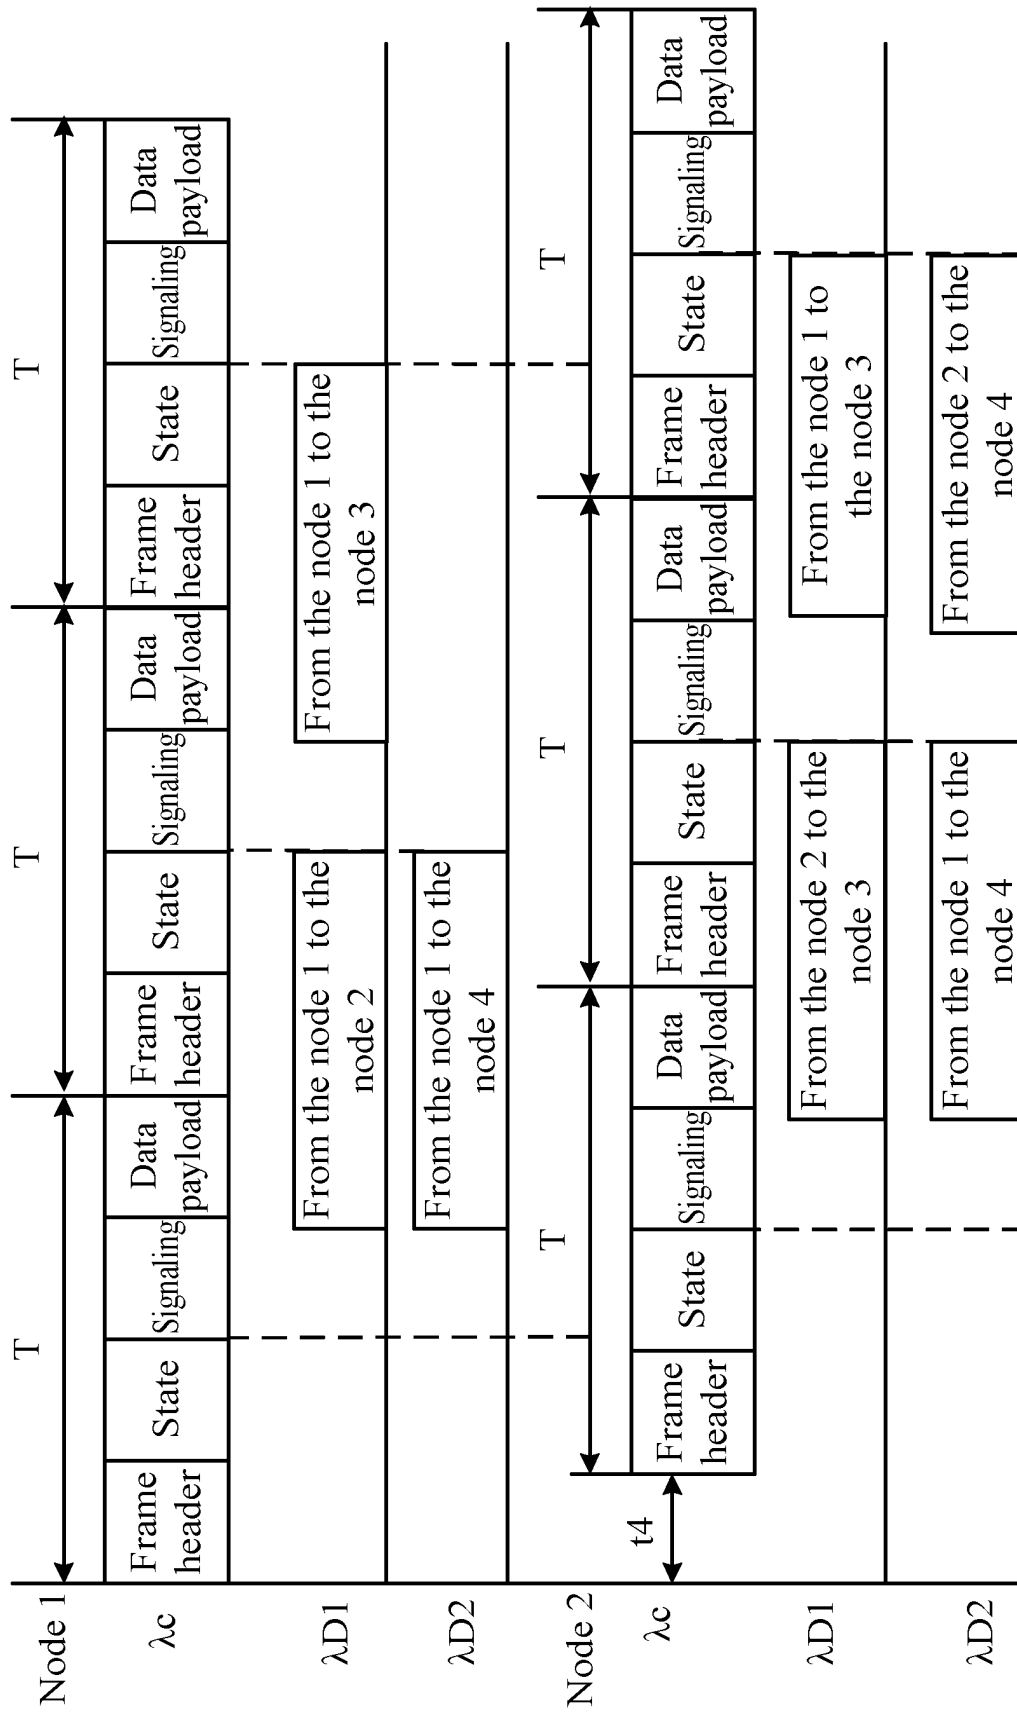 Node 1
T
T
T
λc
Frame
header
State
Signaling
Data
payload
Frame
header
State
Signaling
Data
payload
Frame
header
State
Signaling
Data
payload
λD1
From the node 1 to the
node 2
From the node 1 to the
node 3
λD2
From the node 1 to the
node 4
Node 2
T
T
T
t4
λc
Frame
header
State
Signaling
Data
payload
Frame
header
State
Signaling
Data
payload
Frame
header
State
Signaling
Data
payload
λD1
From the node 2 to the
node 3
From the node 1 to
the node 3
λD2
From the node 1 to the
node 4
From the node 2 to the
node 4